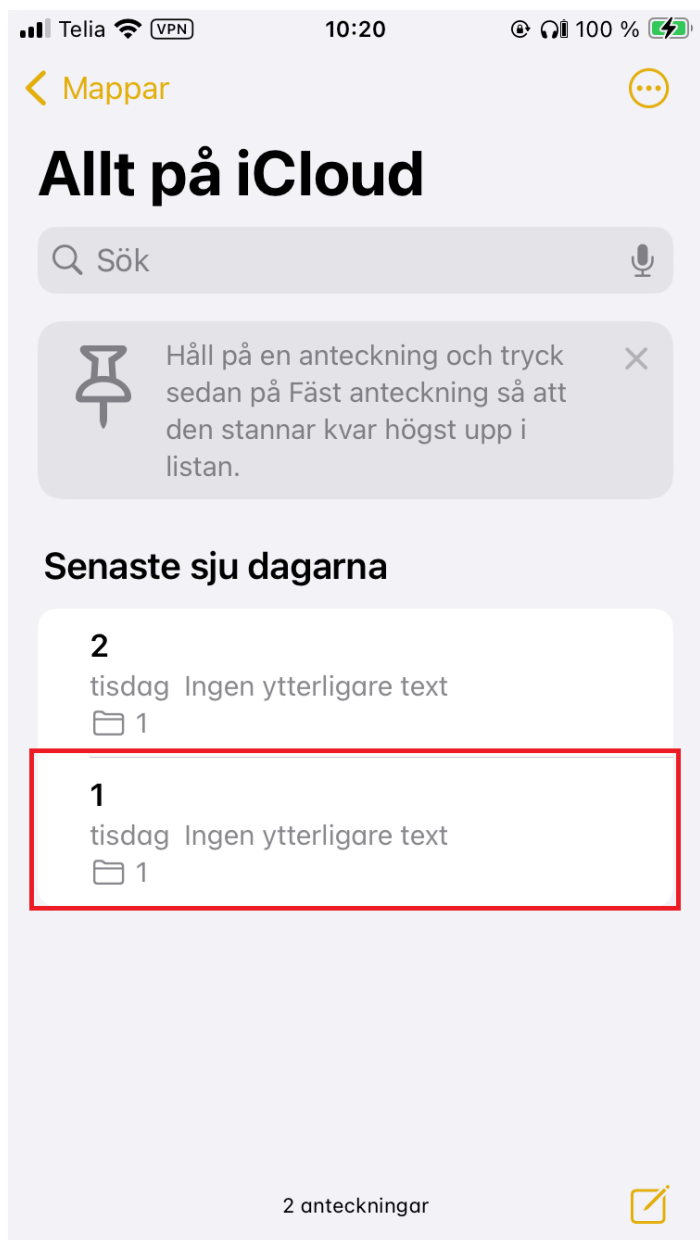 Telia VPN 10:20 100 %
Mappar
Allt på iCloud
Sök
Håll på en anteckning och tryck
sedan på Fäst anteckning så att
den stannar kvar högst upp i
listan.
Senaste sju dagarna
2
tisdag Ingen ytterligare text
1
1
tisdag Ingen ytterligare text
1
2 anteckningar